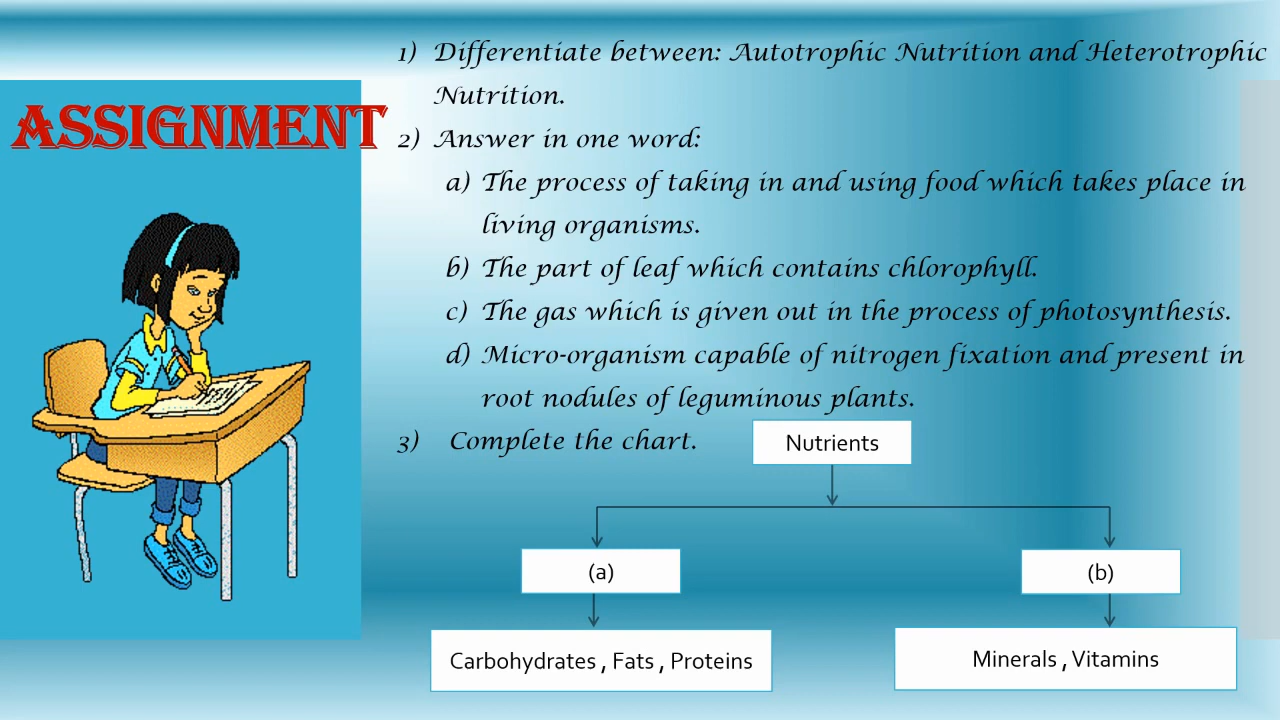 ASSIGNMENT
1) Differentiate between: Autotrophic Nutrition and Heterotrophic
Nutrition.
2) Answer in one word:
a) The process of taking in and using food which takes place in
living organisms.
b) The part of leaf which contains chlorophyll.
c) The gas which is given out in the process of photosynthesis.
d) Micro-organism capable of nitrogen fixation and present in
root nodules of leguminous plants.
3) Complete the chart.
Nutrients
(a)
(b)
Carbohydrates , Fats , Proteins
Minerals , Vitamins